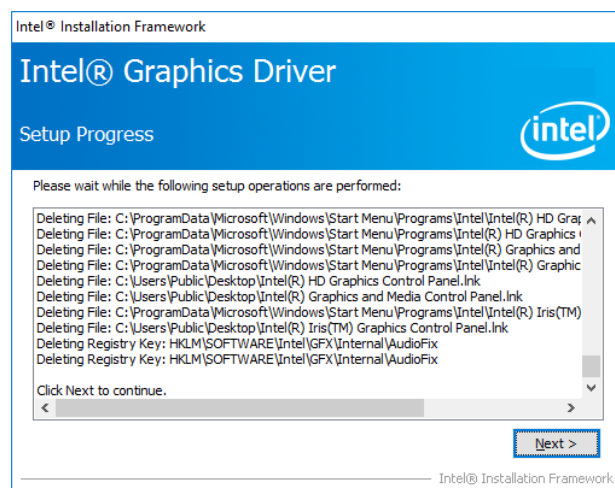 Intel® Installation Framework
Intel® Graphics Driver
Setup Progress
intel
Please wait while the following setup operations are performed:
Deleting File: C:\ProgramData\Microsoft\Windows\Start Menu\Programs\Intel\Intel(R) HD Grap
Deleting File: C:\ProgramData\Microsoft\Windows\Start Menu\Programs\Intel(R) HD Graphics
Deleting File: C:\ProgramData\Microsoft\Windows\Start Menu\Programs\Intel(R) Graphics and
Deleting File: C:\ProgramData\Microsoft\Windows\Start Menu\Programs\Intel\Intel(R) Graphic
Deleting File: C:\Users\Public\Desktop\Intel(R) HD Graphics Control Panel.lnk
Deleting File: C:\Users\Public\Desktop\Intel(R) Graphics and Media Control Panel.lnk
Deleting File: C:\ProgramData\Microsoft\Windows\Start Menu\Programs\Intel\Intel(R) Iris(TM)
Deleting File: C:\Users\Public\Desktop\Intel(R) Iris(TM) Graphics Control Panel.lnk
Deleting Registry Key: HKLM\SOFTWARE\Intel\GFX\Internal\AudioFix
Deleting Registry Key: HKLM\SOFTWARE\Intel\GFX\Internal\AudioFix
Click Next to continue.
Next >
Intel® Installation Framework